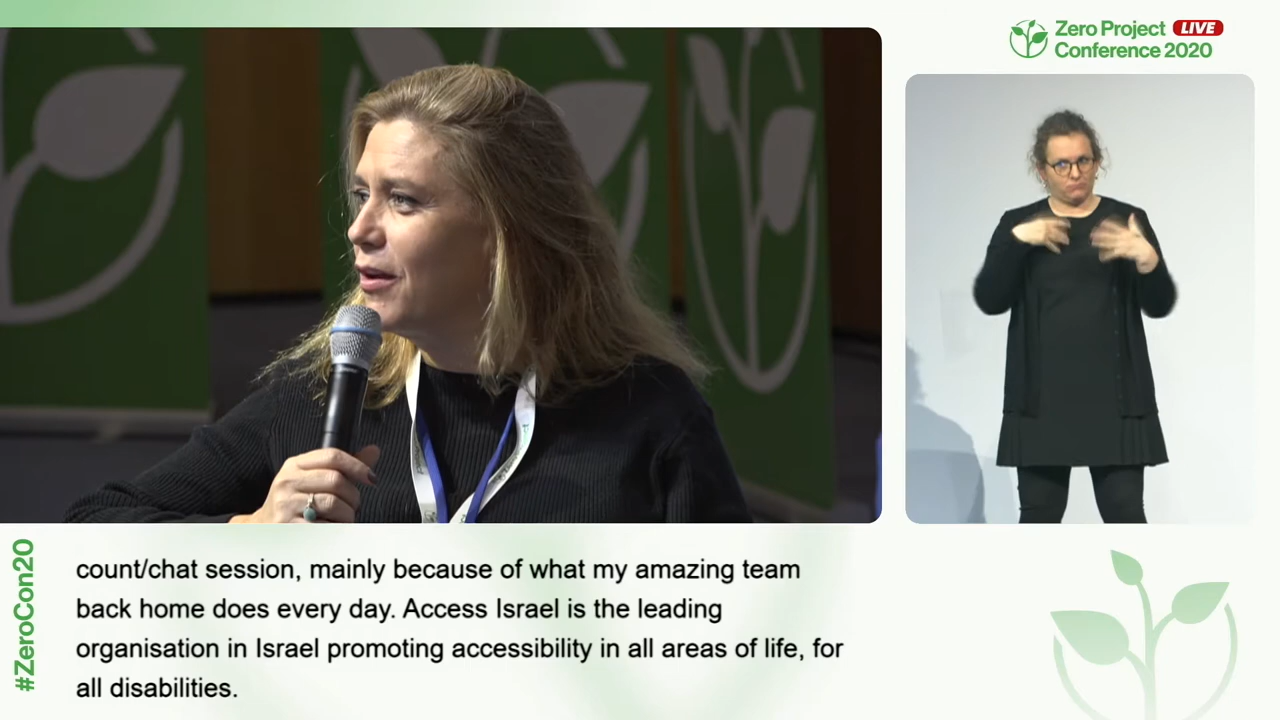 Zero Project LIVE
Conference 2020
#ZeroCon20
count/chat session, mainly because of what my amazing team
back home does every day. Access Israel is the leading
organisation in Israel promoting accessibility in all areas of life, for
all disabilities.